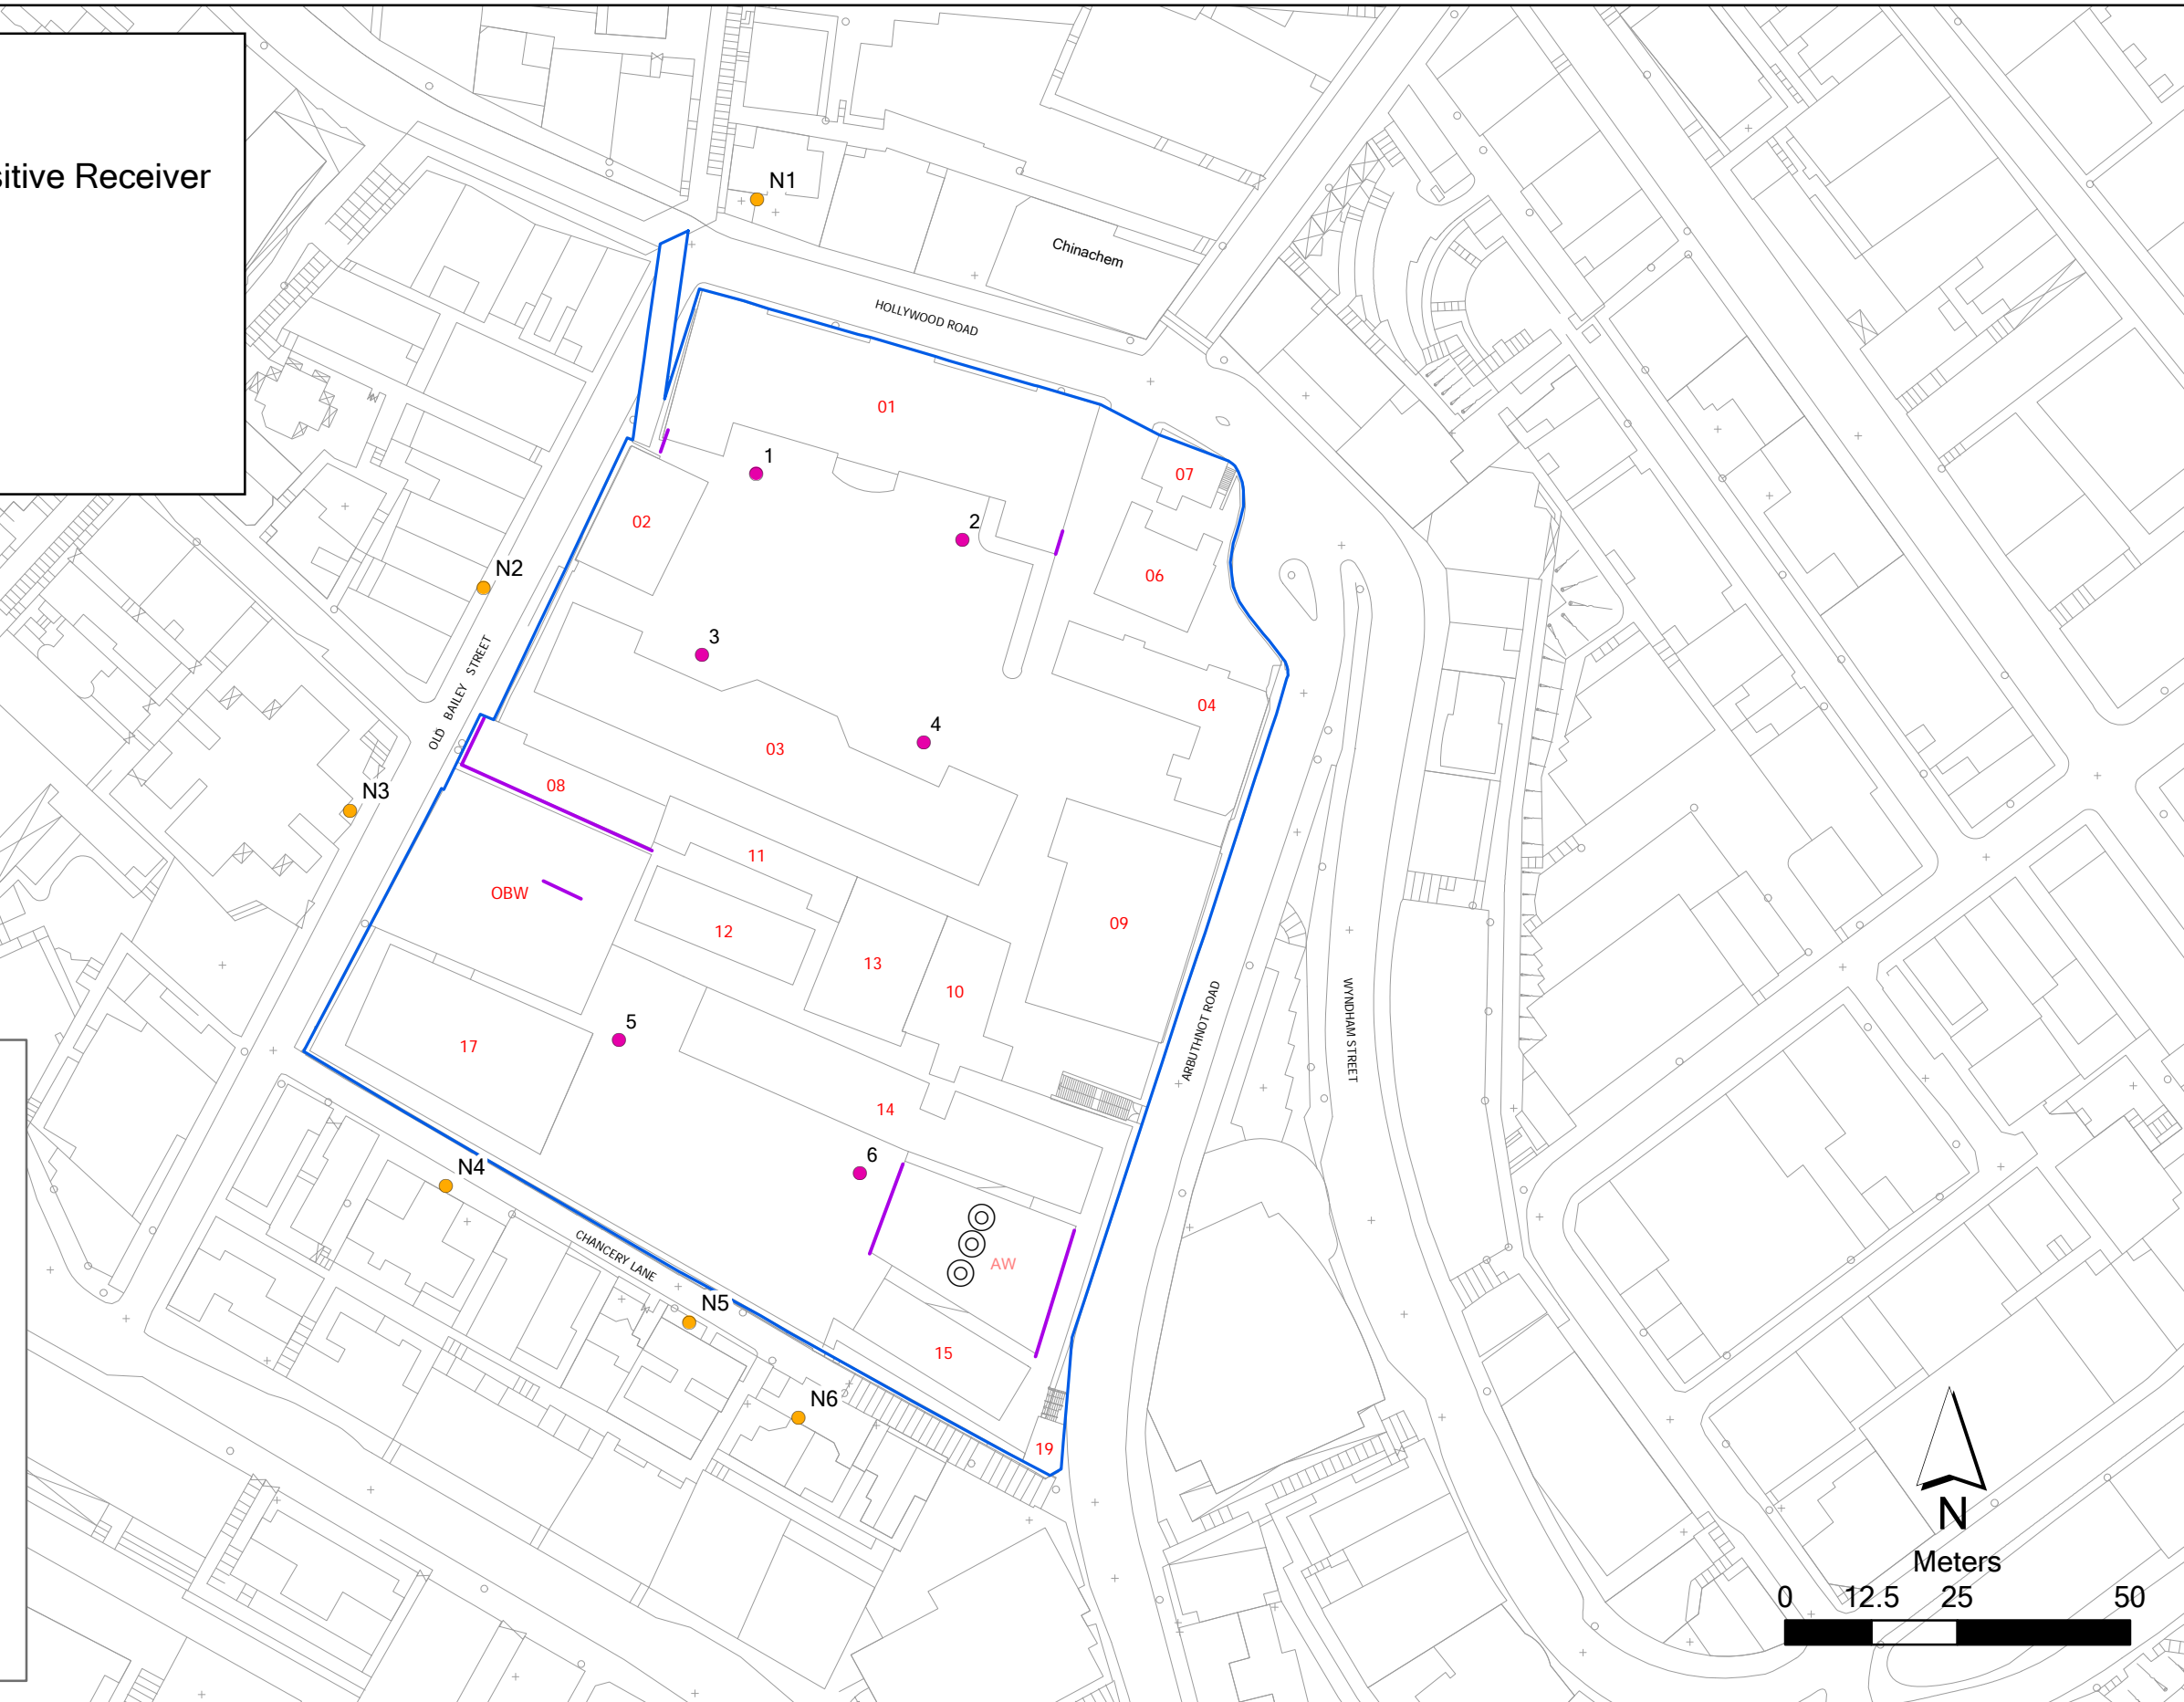 sitive Receiver
N1
Chinachem
HOLLYWOOD ROAD
01
1
07
02
2
N2
06
3
OLD BAILEY STREET
04
4
03
N3
08
11
OBW
12
09
13
10
ARBUTHNOT ROAD
WYNDHAM STREET
5
17
14
6
N4
CHANCERY LANE
AW
N5
15
N6
19
N
Meters
0 12.5 25 50